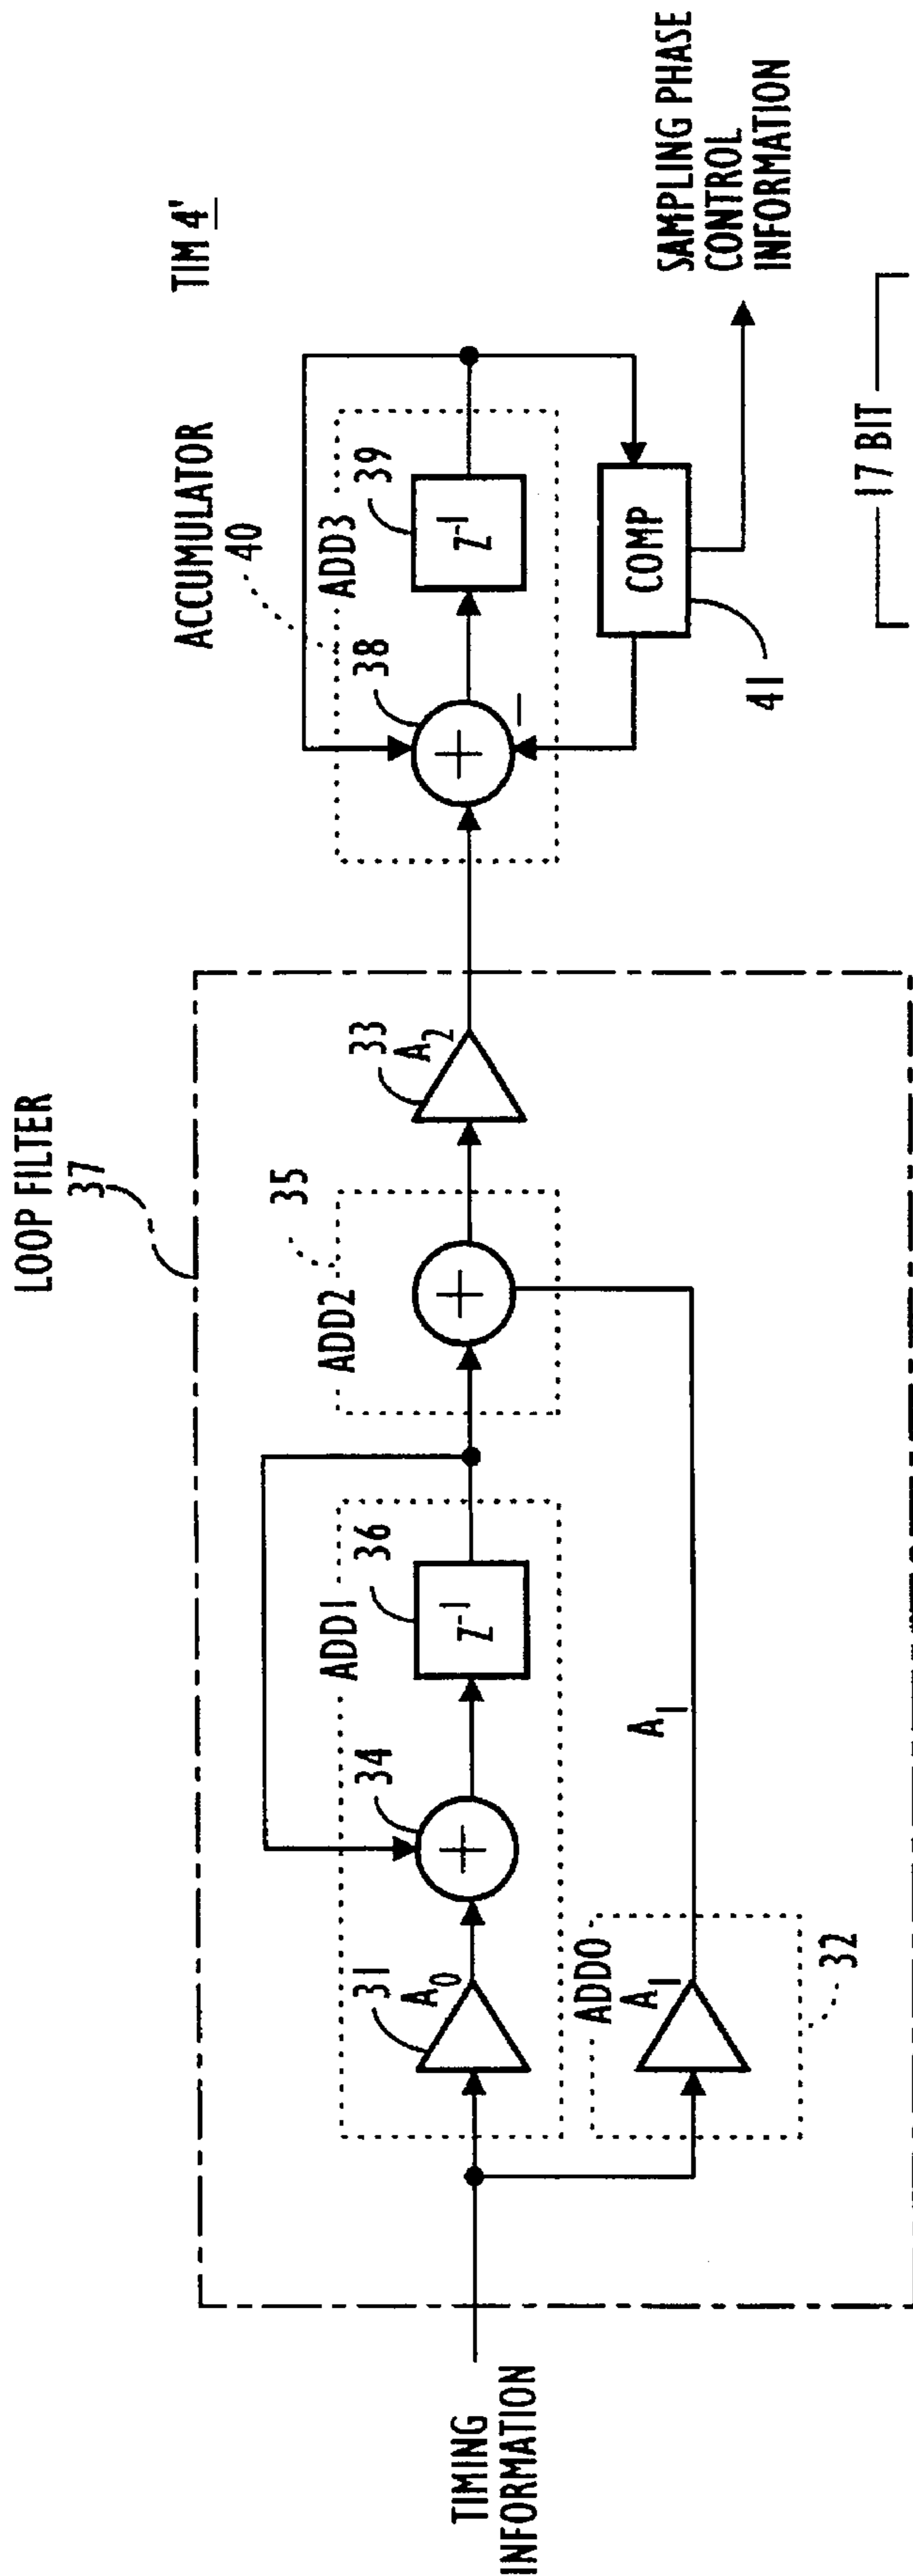 LOOP FILTER
37
TIM 4'
ACCUMULATOR
40
ADD1
ADD2
ADD3
31
A0
34
36
Z-1
+
35
+
33
A2
38
+
−
39
Z-1
ADD0
A1
32
A1
COMP
41
TIMING
INFORMATION
SAMPLING PHASE
CONTROL
INFORMATION
17 BIT